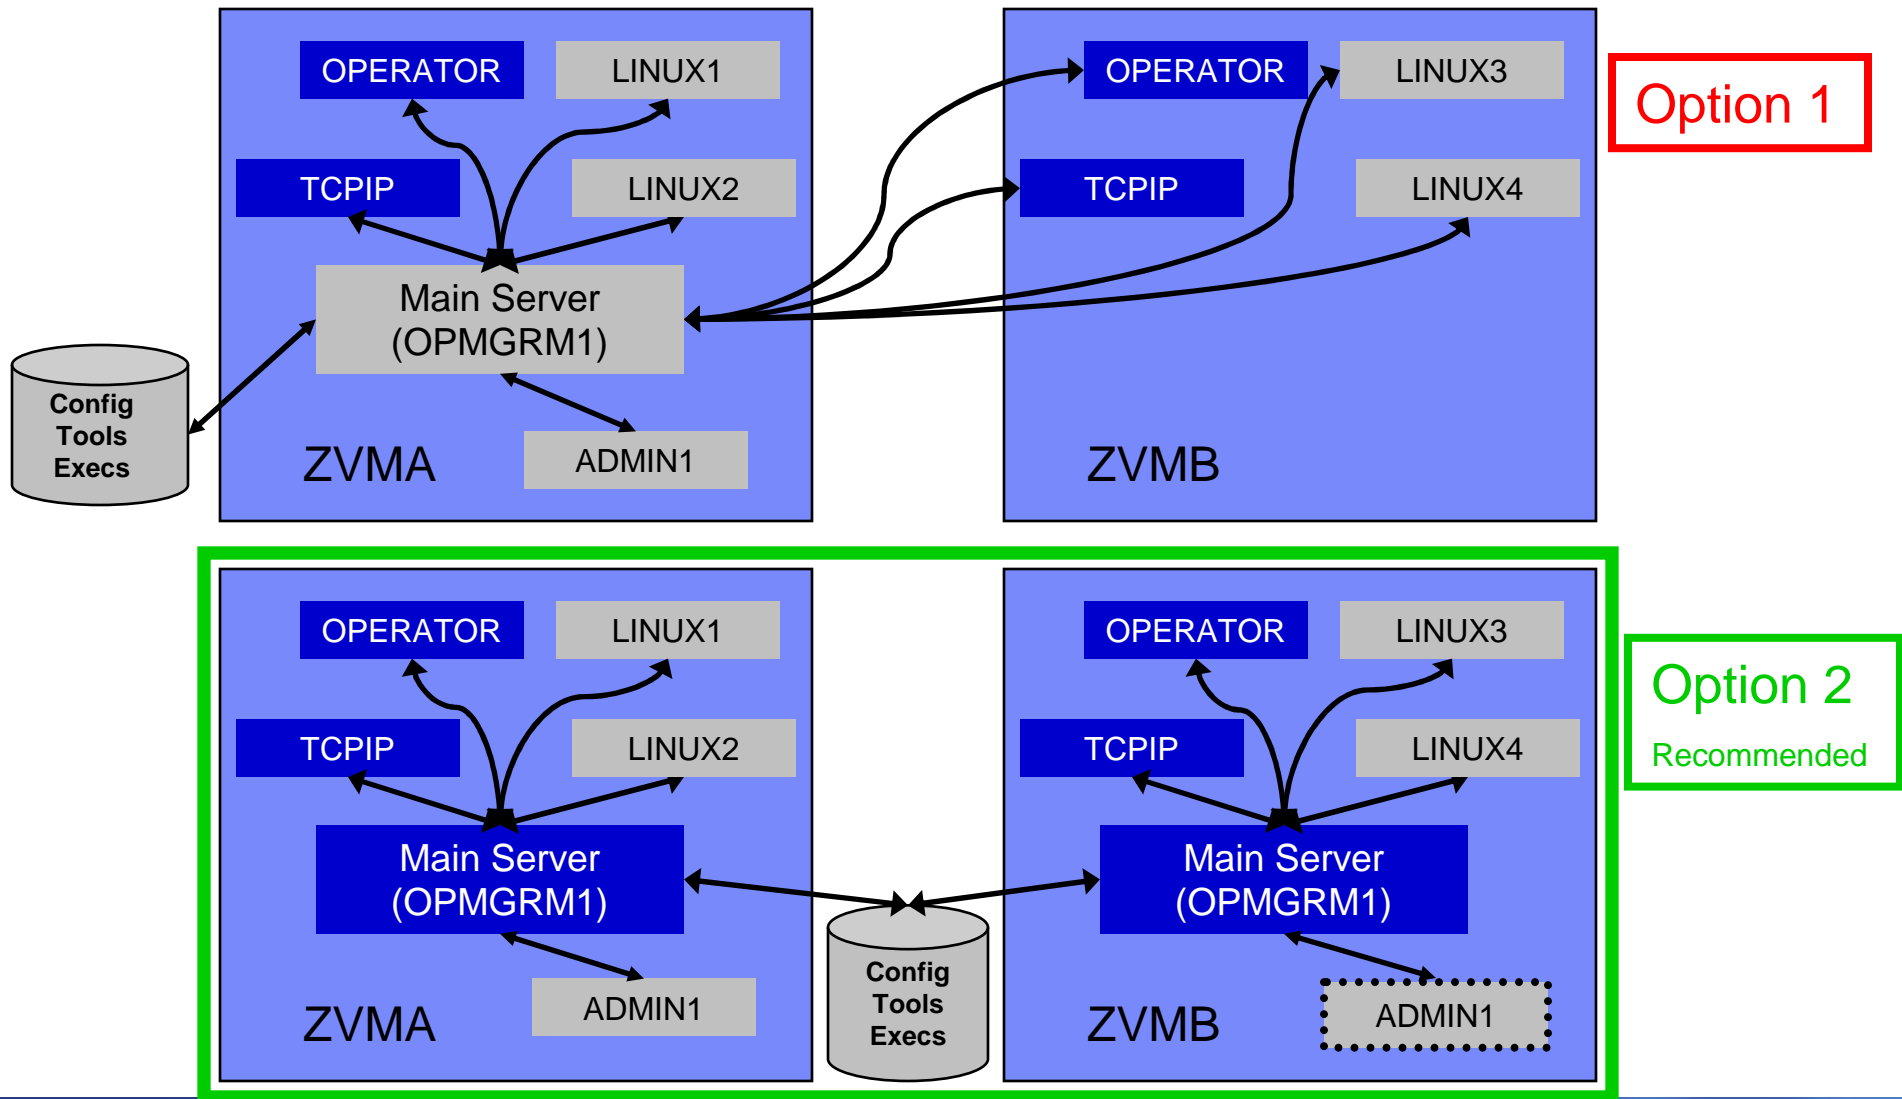 OPERATOR
LINUX1
TCPIP
LINUX2
Main Server
(OPMGRM1)
ADMIN1
ZVMA
Config
Tools
Execs
OPERATOR
LINUX3
TCPIP
LINUX4
ZVMB
Option 1
OPERATOR
LINUX1
TCPIP
LINUX2
Main Server
(OPMGRM1)
ADMIN1
ZVMA
Config
Tools
Execs
OPERATOR
LINUX3
TCPIP
LINUX4
Main Server
(OPMGRM1)
ADMIN1
ZVMB
Option 2
Recommended